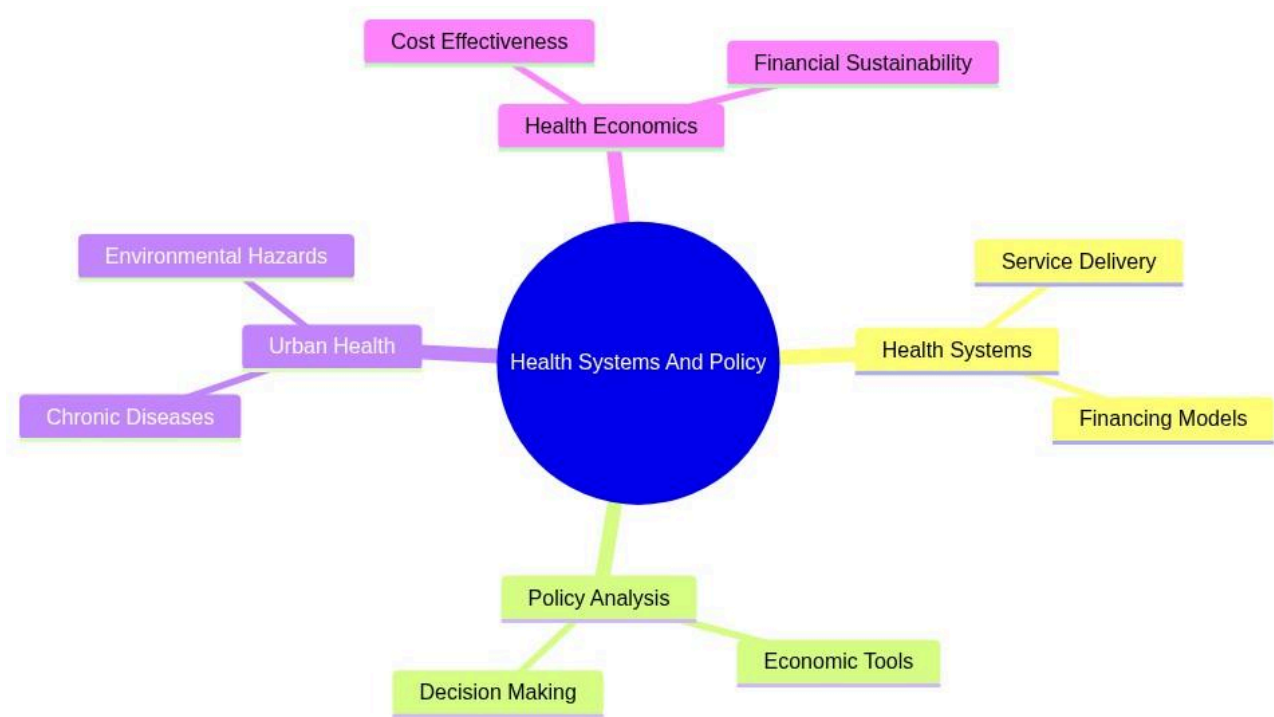 Cost Effectiveness
Financial Sustainability
Health Economics
Environmental Hazards
Service Delivery
Urban Health
Health Systems
Health Systems And Policy
Chronic Diseases
Financing Models
Policy Analysis
Economic Tools
Decision Making